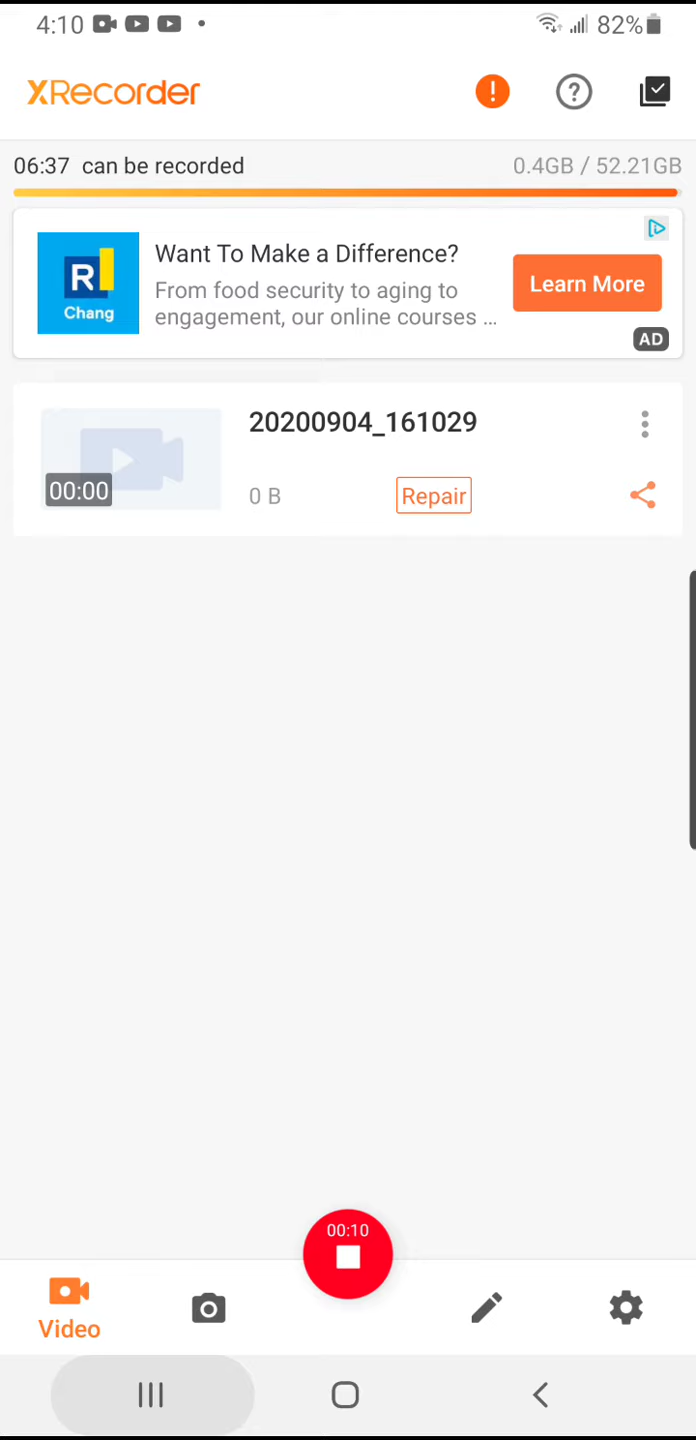 4:10 82%
XRecorder
06:37 can be recorded 0.4GB / 52.21GB
Want To Make a Difference?
From food security to aging to
engagement, our online courses ...
R
Chang
Learn More
AD
20200904_161029
00:00
0 B
Repair
00:10
Video